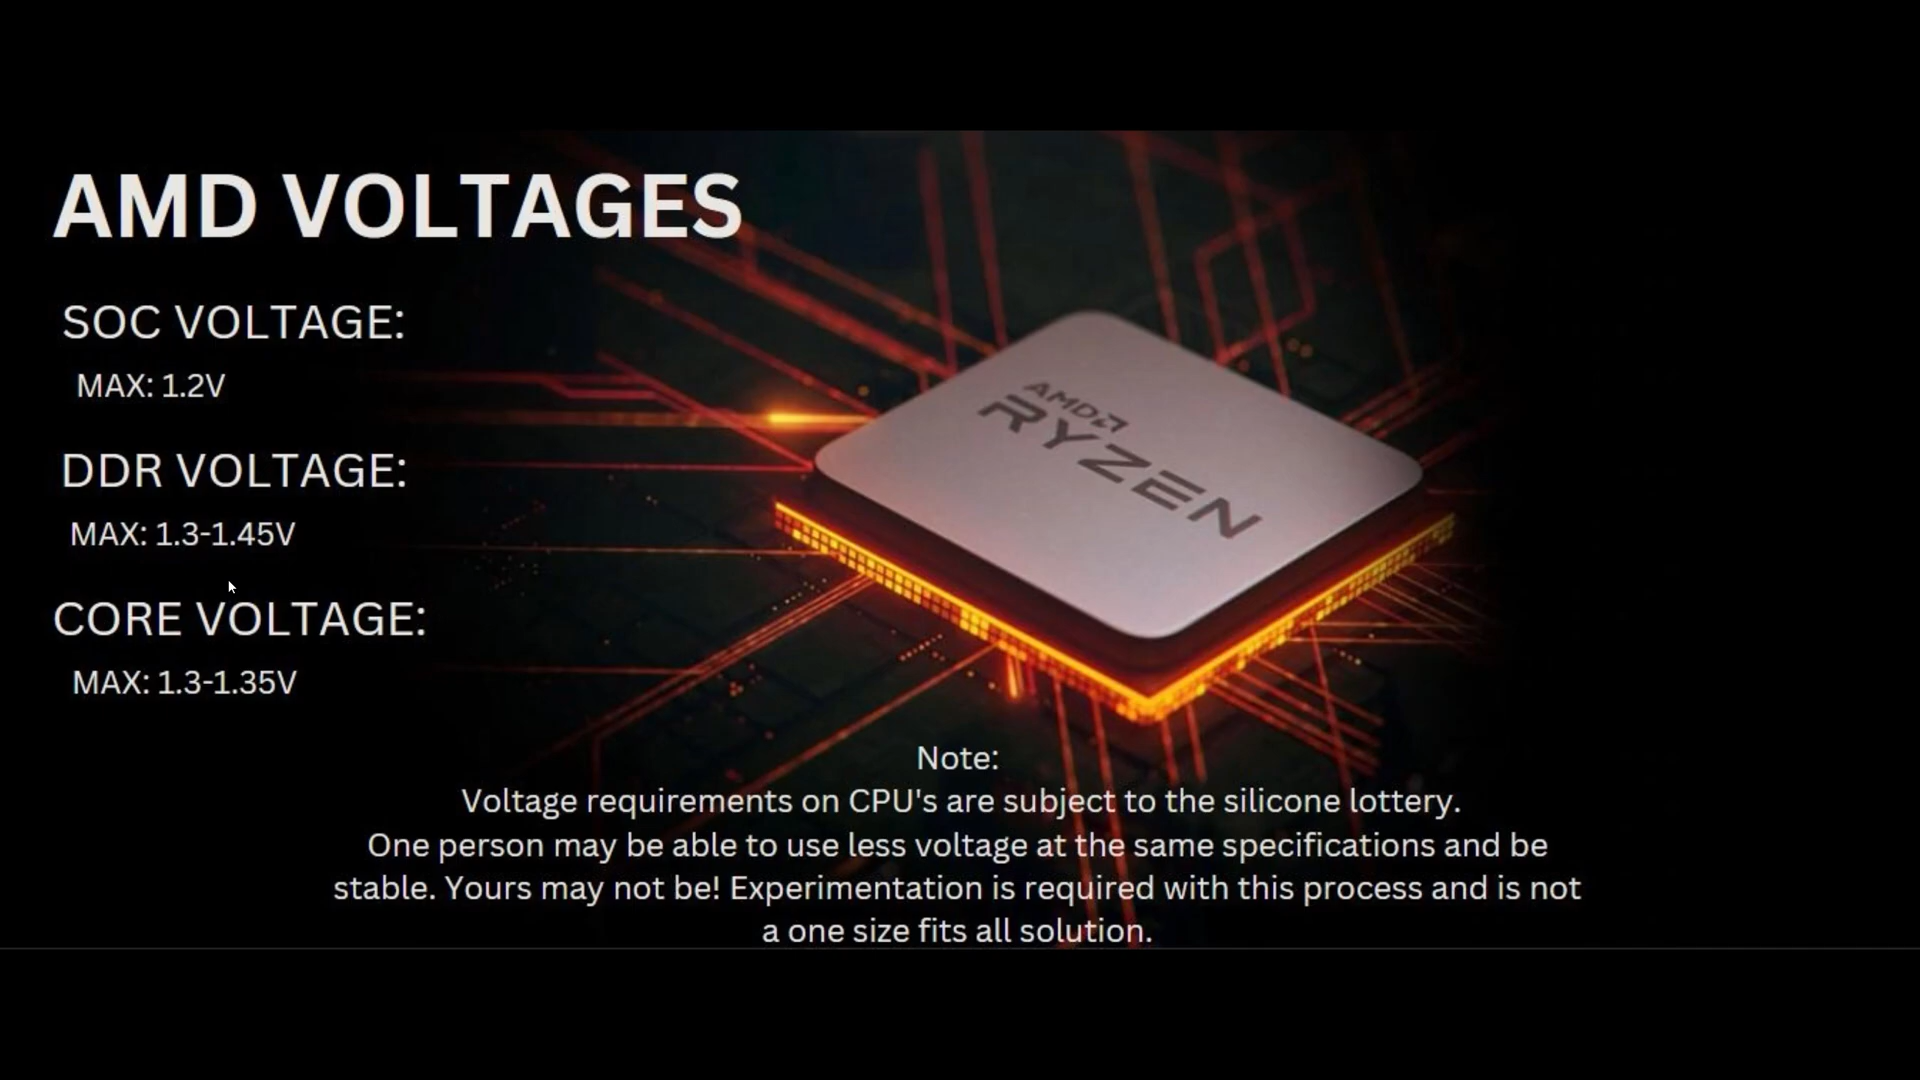 AMD VOLTAGES
SOC VOLTAGE:
MAX: 1.2V
DDR VOLTAGE:
MAX: 1.3-1.45V
CORE VOLTAGE:
MAX: 1.3-1.35V
AMD
RYZEN
Note:
Voltage requirements on CPU's are subject to the silicone lottery.
One person may be able to use less voltage at the same specifications and be
stable. Yours may not be! Experimentation is required with this process and is not
a one size fits all solution.